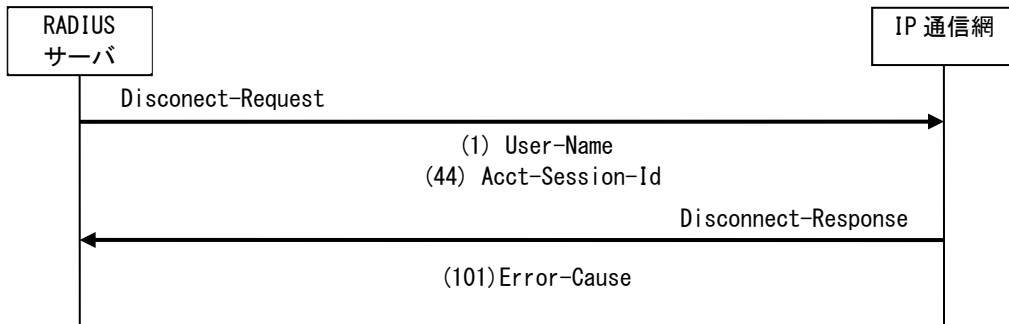 RADIUS
サーバ
IP 通信網
Disconect-Request
(1) User-Name
(44) Acct-Session-Id
Disconnect-Response
(101)Error-Cause